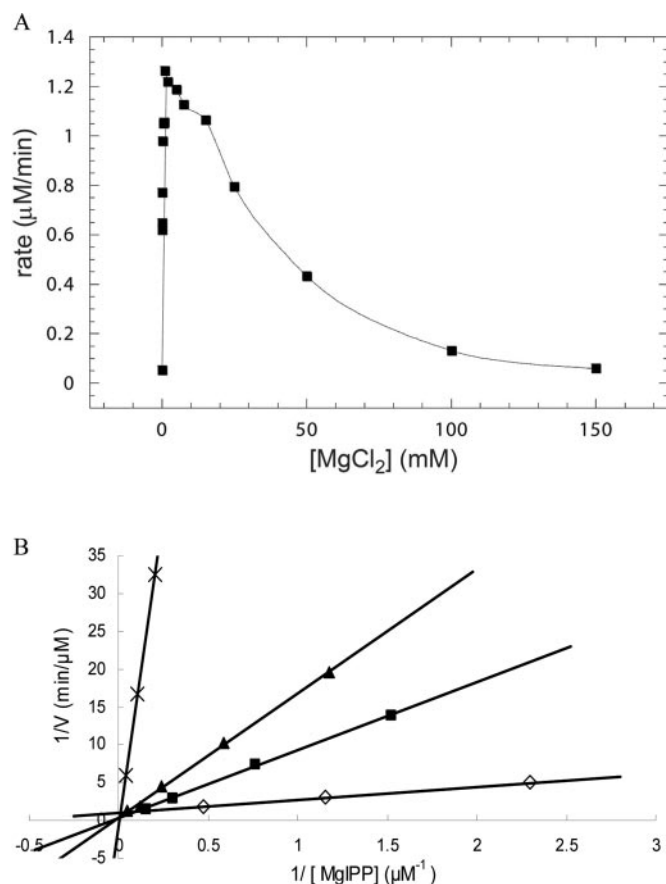 A
1.4
1.2
1
0.8
0.6
0.4
0.2
0
rate (μM/min)
0 50 100 150
[MgCl₂] (mM)
B
35
30
25
20
15
10
5
0
-5
1/V (min/μM)
-0.5 0 0.5 1 1.5 2 2.5 3
1/ [ MgIPP] (μM⁻¹)